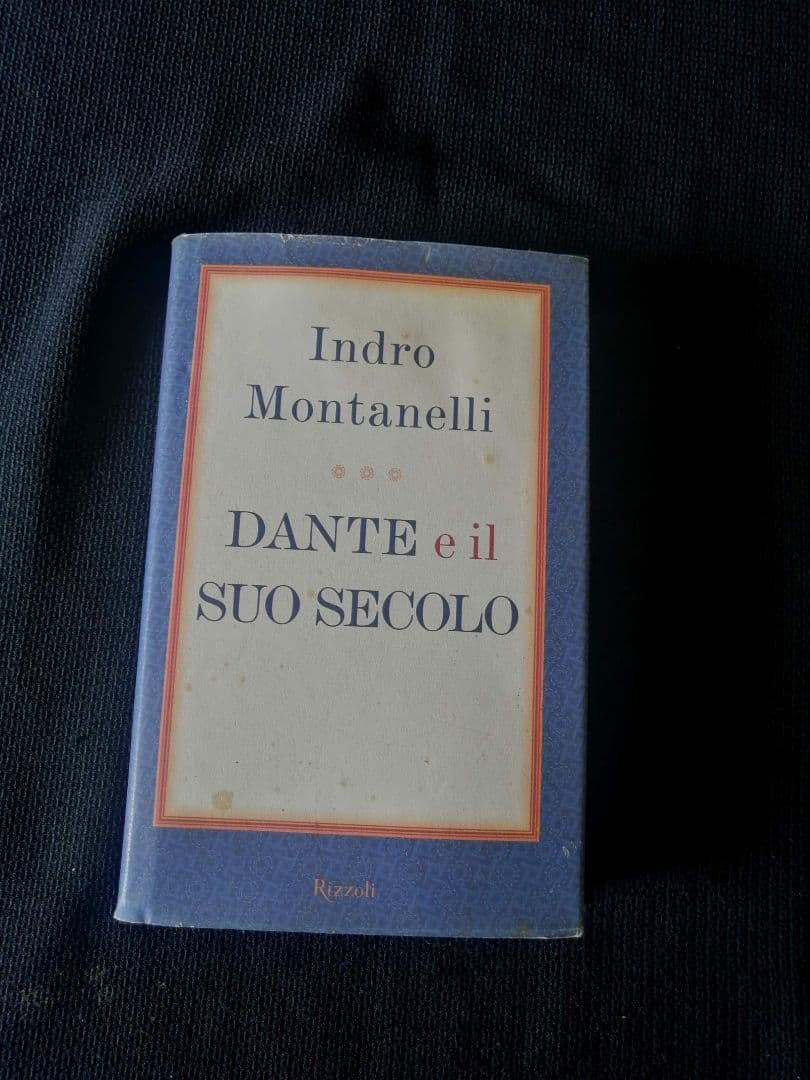 Indro
Montanelli
DANTE e il
SUO SECOLO
Rizzoli